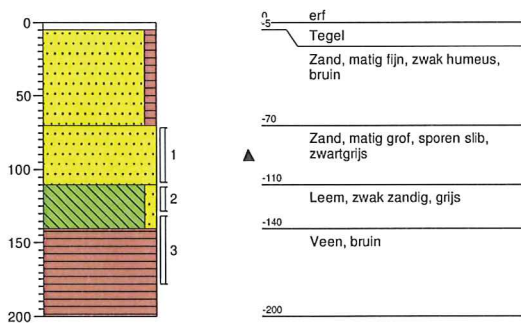 0
50
100
150
200
1
2
3
0
erf
-5
Tegel
Zand, matig fijn, zwak humeus,
bruin
-70
Zand, matig grof, sporen slib,
zwartgrijs
-110
Leem, zwak zandig, grijs
-140
Veen, bruin
-200